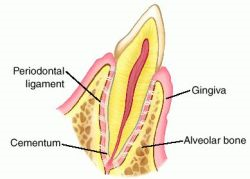 Periodontal
ligament
Gingiva
Cementum
Alveolar bone